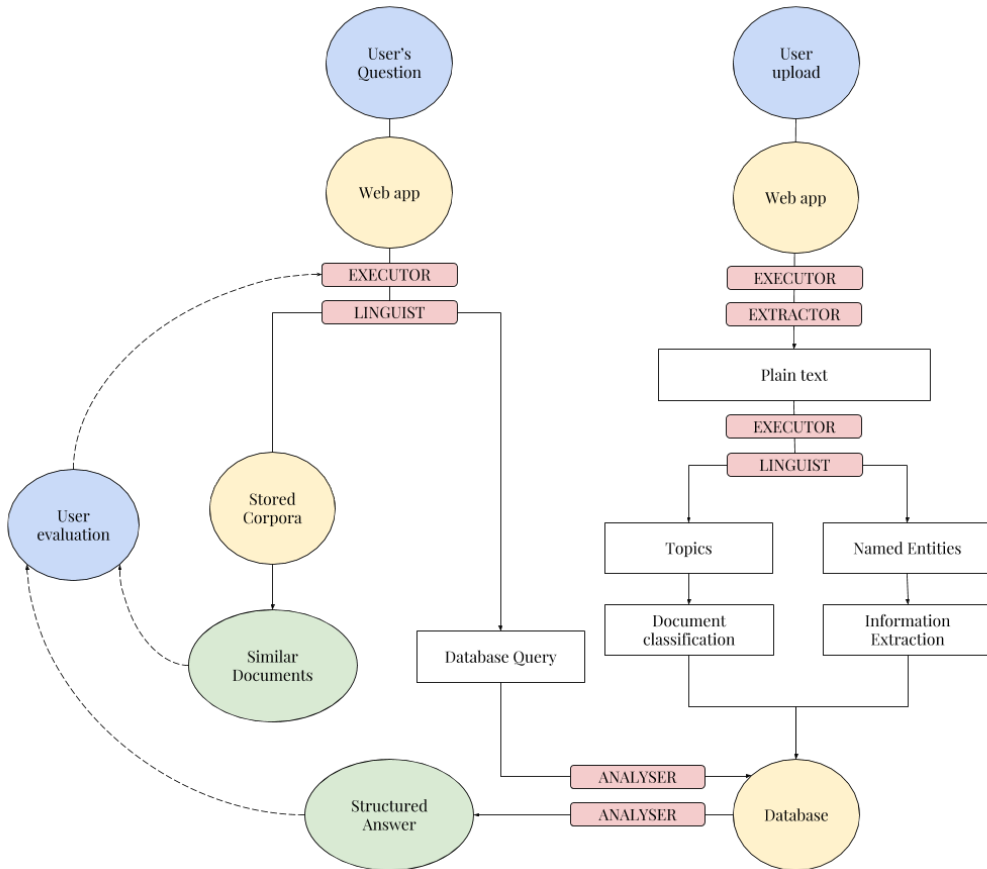 User's
Question
User
upload
Web app
Web app
EXECUTOR
LINGUIST
EXECUTOR
EXTRACTOR
Plain text
EXECUTOR
LINGUIST
Stored
Corpora
User
evaluation
Topics
Named Entities
Document
classification
Information
Extraction
Similar
Documents
Database Query
ANALYSER
ANALYSER
Structured
Answer
Database